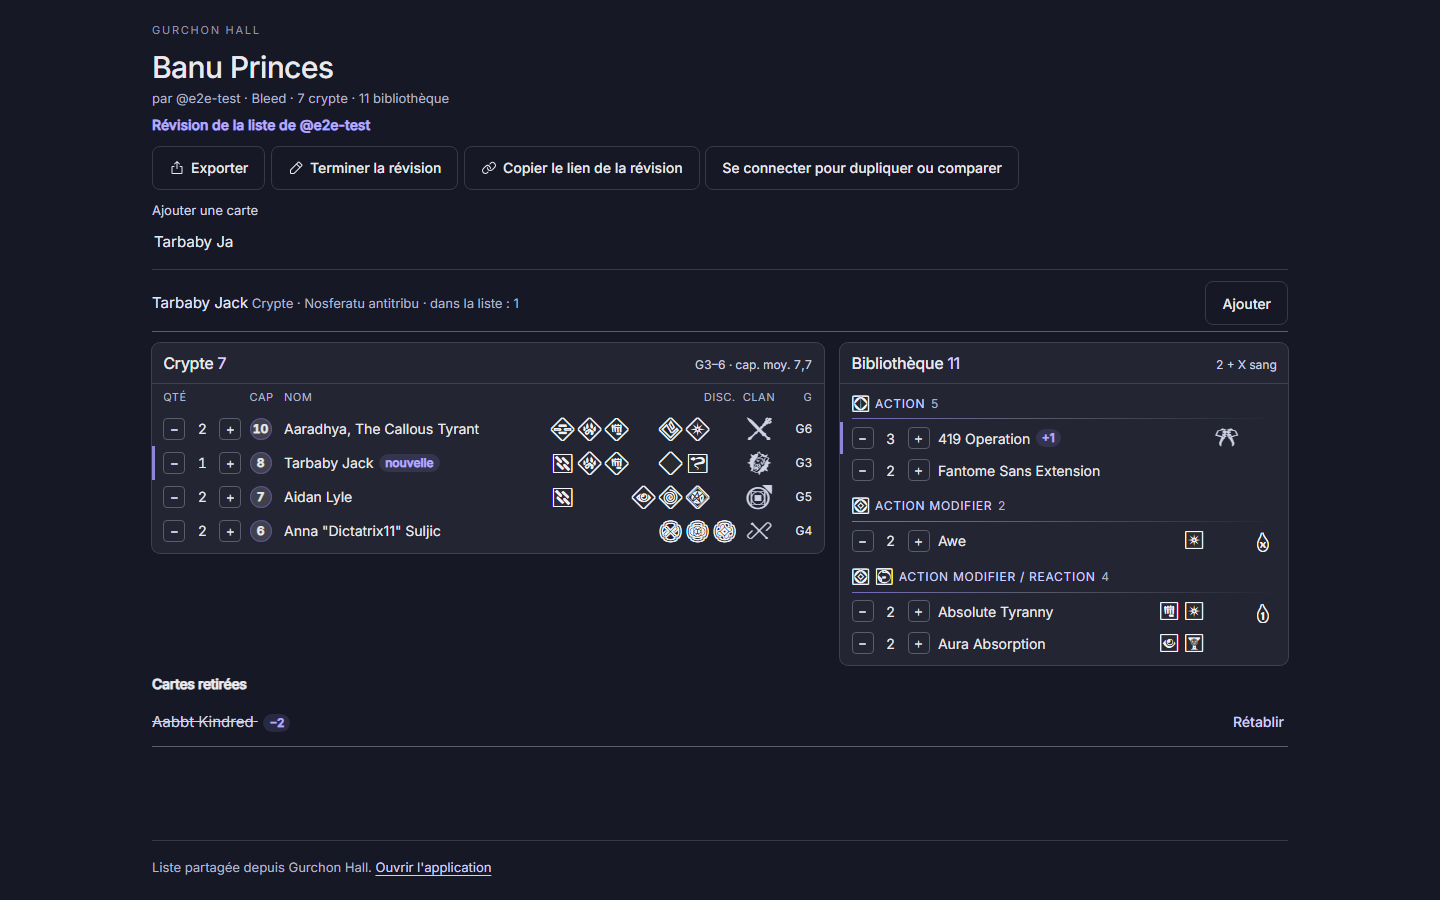 GURCHON HALL
Banu Princes
par @e2e-test · Bleed · 7 crypte · 11 bibliothèque
Révision de la liste de @e2e-test
Exporter
Terminer la révision
Copier le lien de la révision
Se connecter pour dupliquer ou comparer
Ajouter une carte
Tarbaby Ja
Tarbaby Jack Crypte · Nosferatu antitribu · dans la liste : 1
Ajouter
Crypte 7
G3–6 · cap. moy. 7,7
QTÉ CAP NOM DISC. CLAN G
− 2 + 10 Aaradhya, The Callous Tyrant G6
− 1 + 8 Tarbaby Jack nouvelle G3
− 2 + 7 Aidan Lyle G5
− 2 + 6 Anna "Dictatrix11" Suljic G4
Bibliothèque 11
2 + X sang
ACTION 5
− 3 + 419 Operation +1
− 2 + Fantome Sans Extension
ACTION MODIFIER 2
− 2 + Awe X
ACTION MODIFIER / REACTION 4
− 2 + Absolute Tyranny 1
− 2 + Aura Absorption
Cartes retirées
Aabbt Kindred −2
Rétablir
Liste partagée depuis Gurchon Hall. Ouvrir l'application